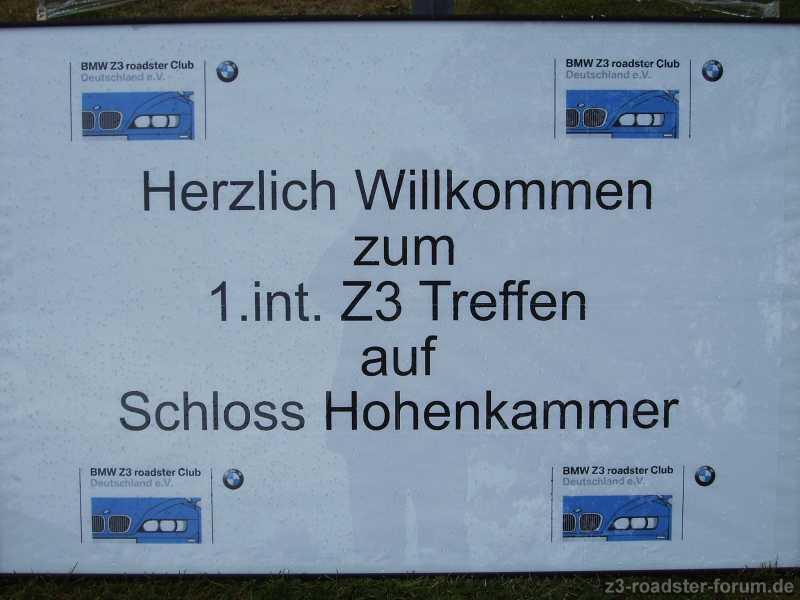 BMW Z3 roadster Club
Deutschland e.V.
BMW Z3 roadster Club
Deutschland e.V.
Herzlich Willkommen
zum
1.int. Z3 Treffen
auf
Schloss Hohenkammer
BMW Z3 roadster Club
Deutschland e.V.
BMW Z3 roadster Club
Deutschland e.V.
z3-roadster-forum.de